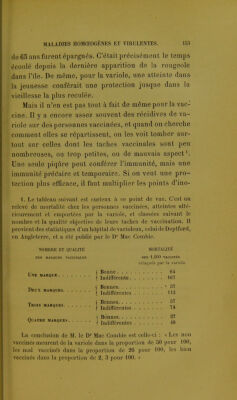 MALADIES HOMŒOGÈNES ET VIRULENTES. 153
de 65 ans furent épargnés. C'était précisément le temps
écoulé depuis la dernière apparition de la rougeole
dans l'île. De même, pour la variole, une atteinte dans
la jeunesse conférait une protection jusque dans la
vieillesse la plus reculée.
Mais il n'en est pas tout à fait de même pour la vac-
cine. Il y a encore assez souvent des récidives de va-
riole sur des personnes vaccinées, et quand on cherche
comment elles se répartissent, on les voit tomber sur-
tout sur celles dont les taches vaccinales sont peu
nombreuses, ou trop petites, ou de mauvais aspect¹.
Une seule piqûre peut conférer l'immunité, mais une
immunité précaire et temporaire. Si on veut une pro-
tection plus efficace, il faut multiplier les points d'ino-
1. Le tableau suivant est curieux à ce point de vue. C'est un
relevé de mortalité chez les personnes vaccinées, atteintes ulté-
rieurement et emportées par la variole, et classées suivant le
nombre et la qualité objective de leurs taches de vaccination. Il
provient des statistiques d'un hôpital de varioleux, celui de Deptford,
en Angleterre, et a été publié par le Dr Mac Combie.
NOMBRE ET QUALITÉ MORTALITÉ
DES MARQUES VACCINALES sur 1,000 vaccinés
attaqués par la variole
UNE MARQUE Bonne 64
Indifférente 107
DEUX MARQUES Bonnes 57
Indifférentes 112
TROIS MARQUES Bonnes 37
Indifférentes 74
QUATRE MARQUES Bonnes 27
Indifférentes 48
La conclusion de M. le Dr Mac Combie est celle-ci : « Les non
vaccinés meurent de la variole dans la proportion de 50 pour 100,
les mal vaccinés dans la proportion de 26 pour 100, les bien
vaccinés dans la proportion de 2, 3 pour 100. »